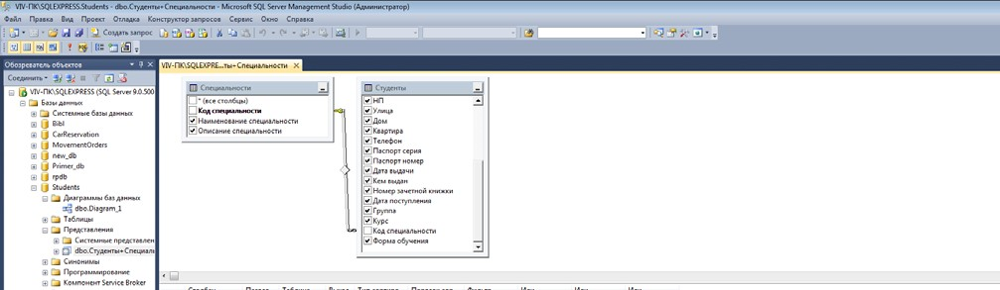 VIV-ПК\SQLEXPRESS.Students - dbo.Студенты+Специальности - Microsoft SQL Server Management Studio (Администратор)
Файл Правка Вид Проект Отладка Конструктор запросов Сервис Окно Сообщество Справка
Создать запрос
Обозреватель объектов
VIV-ПК\SQLEXPRE...ты+Специальности
Соединить
VIV-ПК\SQLEXPRESS (SQL Server 9.0.500
Базы данных
Системные базы данных
Bibl
CarReservation
MovementOrders
new_db
Primer_db
rpdb
Students
Диаграммы баз данных
dbo.Diagram_1
Таблицы
Представления
Системные представлен
dbo.Студенты+Специаль
Синонимы
Программирование
Компонент Service Broker
Специальности
* (все столбцы)
Код специальности
Наименование специальности
Описание специальности
Студенты
НП
Улица
Дом
Квартира
Телефон
Паспорт серия
Паспорт номер
Дата выдачи
Кем выдан
Номер зачетной книжки
Дата поступления
Группа
Курс
Код специальности
Форма обучения